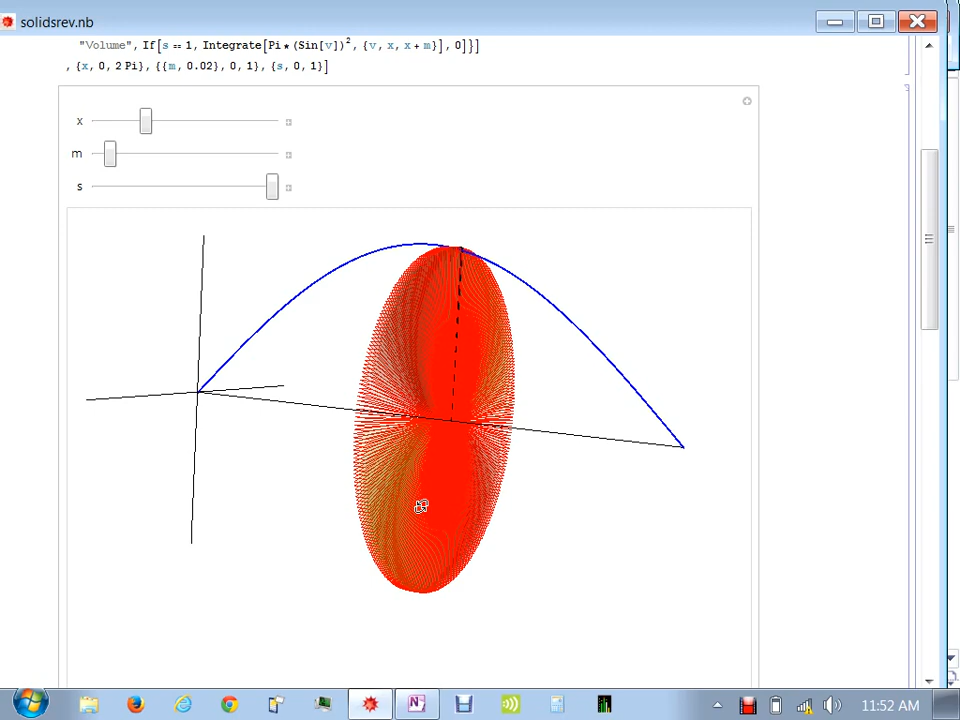 solidsrev.nb
"Volume", If[s == 1, Integrate[Pi*(Sin[v])², {v, x, x + m}], 0]}]
, {x, 0, 2 Pi}, {{m, 0.02}, 0, 1}, {s, 0, 1}]
x
m
s
11:52 AM